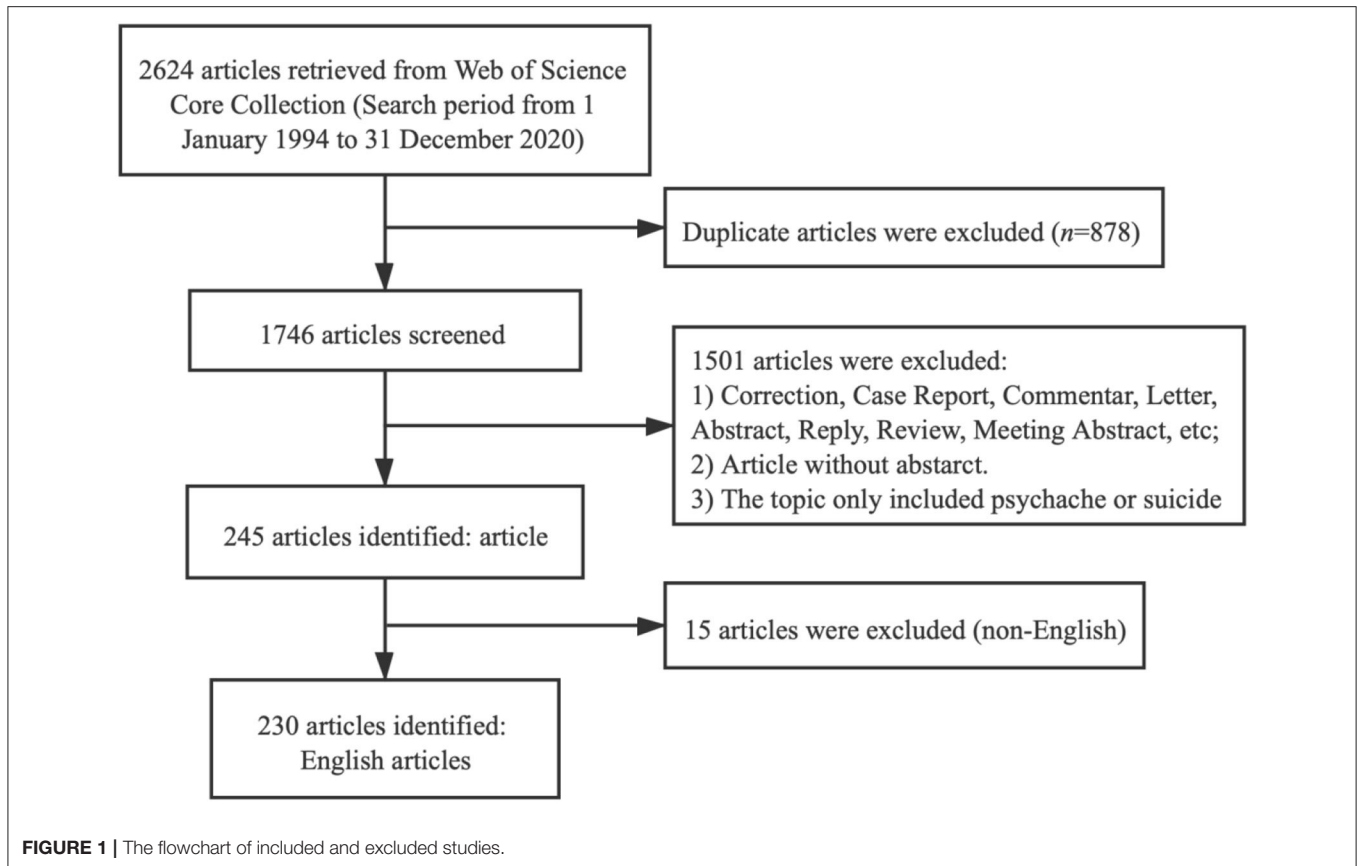 2624 articles retrieved from Web of Science
Core Collection (Search period from 1
January 1994 to 31 December 2020)
Duplicate articles were excluded (n=878)
1746 articles screened
1501 articles were excluded:
1) Correction, Case Report, Commentar, Letter,
Abstract, Reply, Review, Meeting Abstract, etc;
2) Article without abstarct.
3) The topic only included psychache or suicide
245 articles identified: article
15 articles were excluded (non-English)
230 articles identified:
English articles
FIGURE 1 | The flowchart of included and excluded studies.